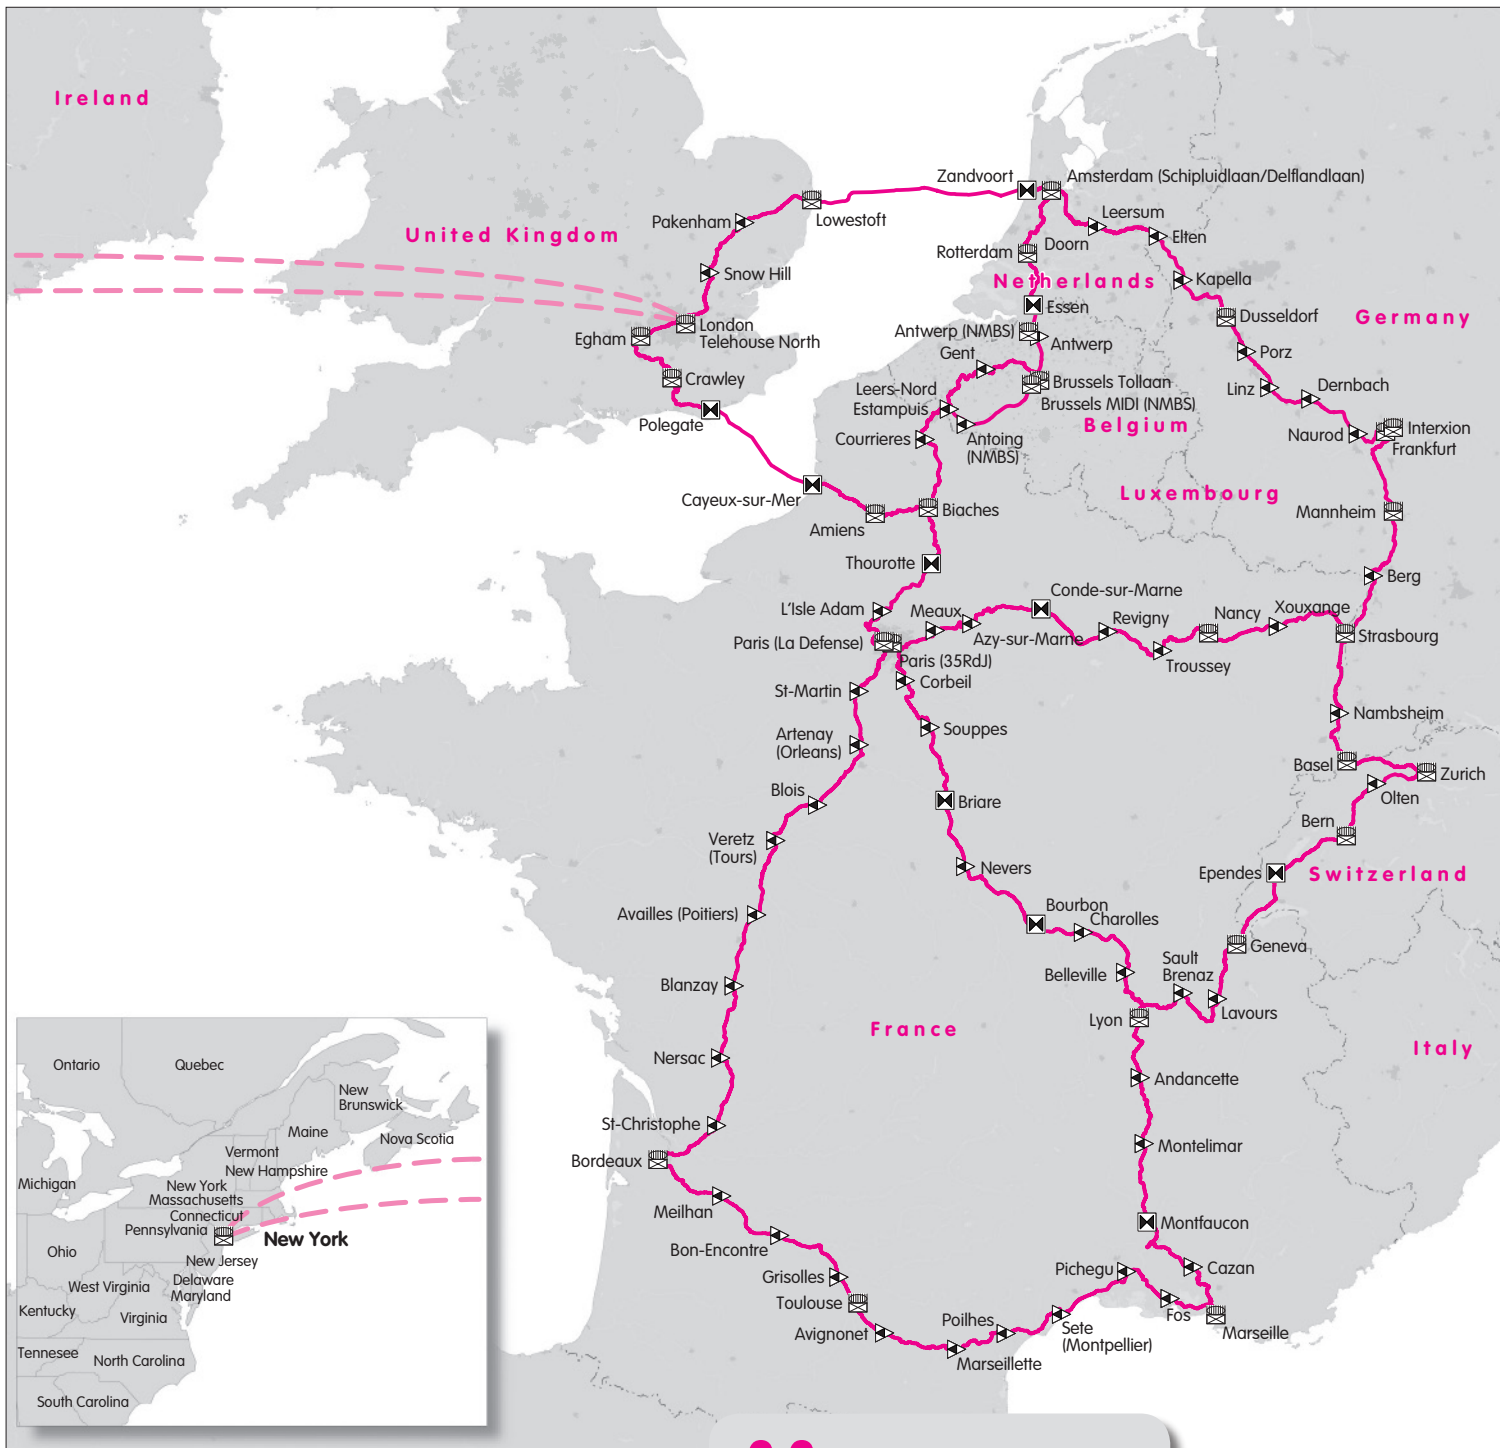 Ireland
United Kingdom
Zandvoort
Amsterdam (Schipluidlaan/Delflandlaan)
Lowestoft
Pakenham
Leersum
Doorn
Elten
Rotterdam
Snow Hill
Netherlands
Kapella
Essen
Germany
London
Telehouse North
Egham
Dusseldorf
Antwerp (NMBS)
Antwerp
Porz
Gent
Crawley
Leers-Nord
Estampuis
Brussels Tollaan
Brussels MIDI (NMBS)
Linz
Dernbach
Polegate
Belgium
Courrieres
Antoing
(NMBS)
Naurod
Interxion
Frankfurt
Cayeux-sur-Mer
Luxembourg
Amiens
Biaches
Mannheim
Thourotte
Berg
L'Isle Adam
Meaux
Conde-sur-Marne
Revigny
Nancy
Xouxange
Paris (La Defense)
Azy-sur-Marne
Strasbourg
Paris (35RdJ)
Troussey
Corbeil
St-Martin
Nambsheim
Souppes
Artenay
(Orleans)
Basel
Zurich
Blois
Briare
Olten
Bern
Veretz
(Tours)
Nevers
Ependes
Switzerland
Availles (Poitiers)
Bourbon
Charolles
Geneva
Sault
Brenaz
Belleville
Blanzay
Lavours
Lyon
France
Italy
Nersac
Andancette
St-Christophe
Montelimar
Bordeaux
Meilhan
Montfaucon
Bon-Encontre
Cazan
Pichegu
Grisolles
Toulouse
Fos
Marseille
Avignonet
Poilhes
Sete
(Montpellier)
Marseillette
Ontario
Quebec
New
Brunswick
Maine
Nova Scotia
Vermont
New Hampshire
Michigan
New York
Massachusetts
Connecticut
Pennsylvania
New York
Ohio
New Jersey
Delaware
Maryland
West Virginia
Kentucky
Virginia
Tennesee
North Carolina
South Carolina